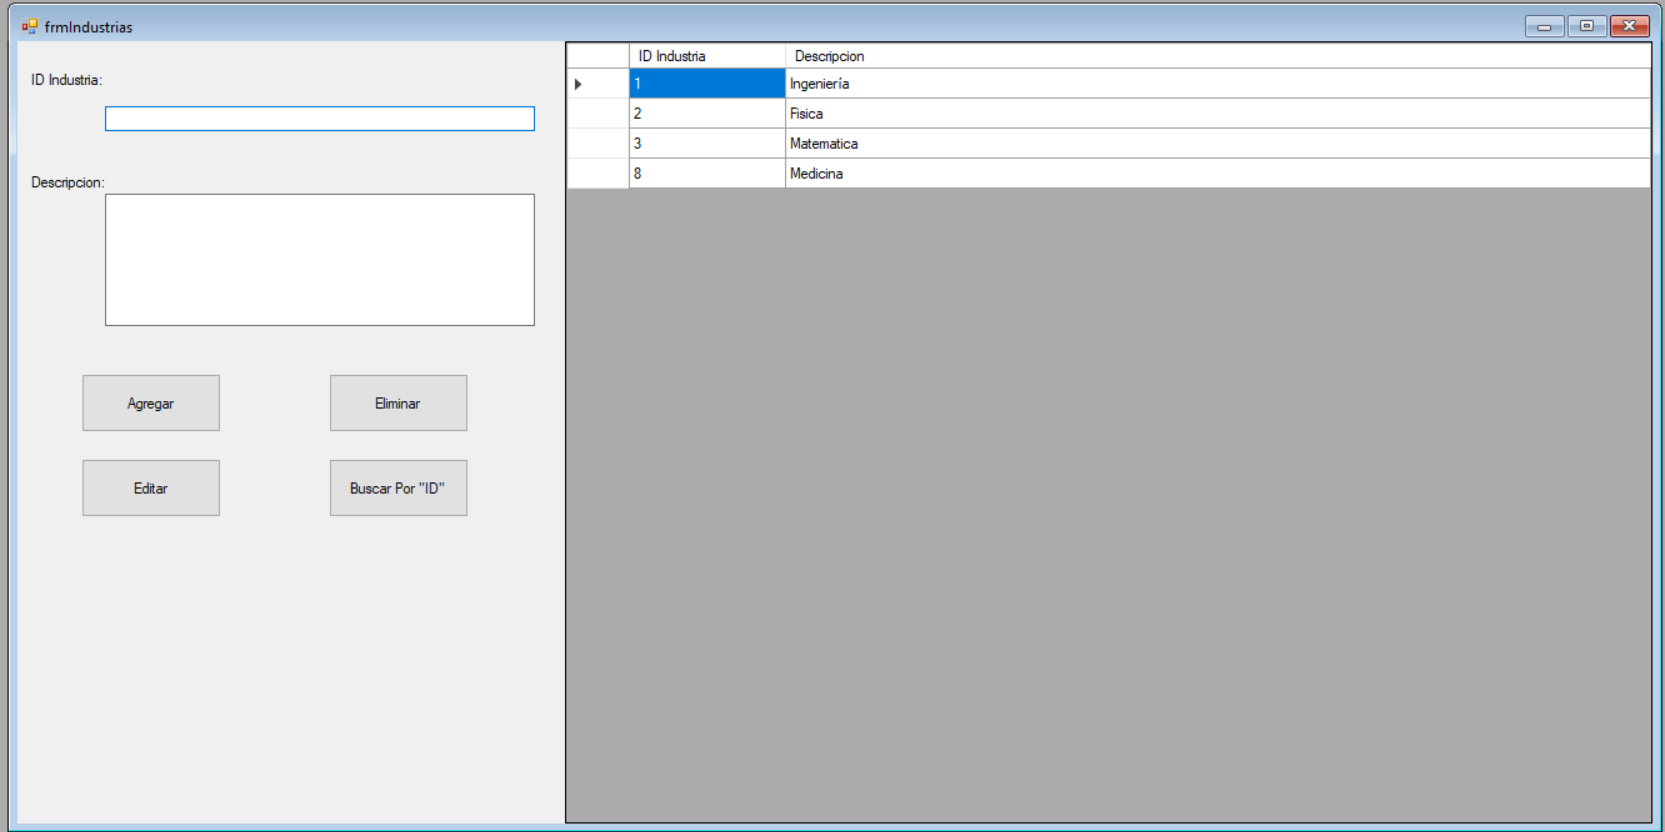 frmIndustrias
ID Industria:
Descripcion:
Agregar
Eliminar
Editar
Buscar Por "ID"
ID Industria Descripcion
1 Ingeniería
2 Fisica
3 Matematica
8 Medicina